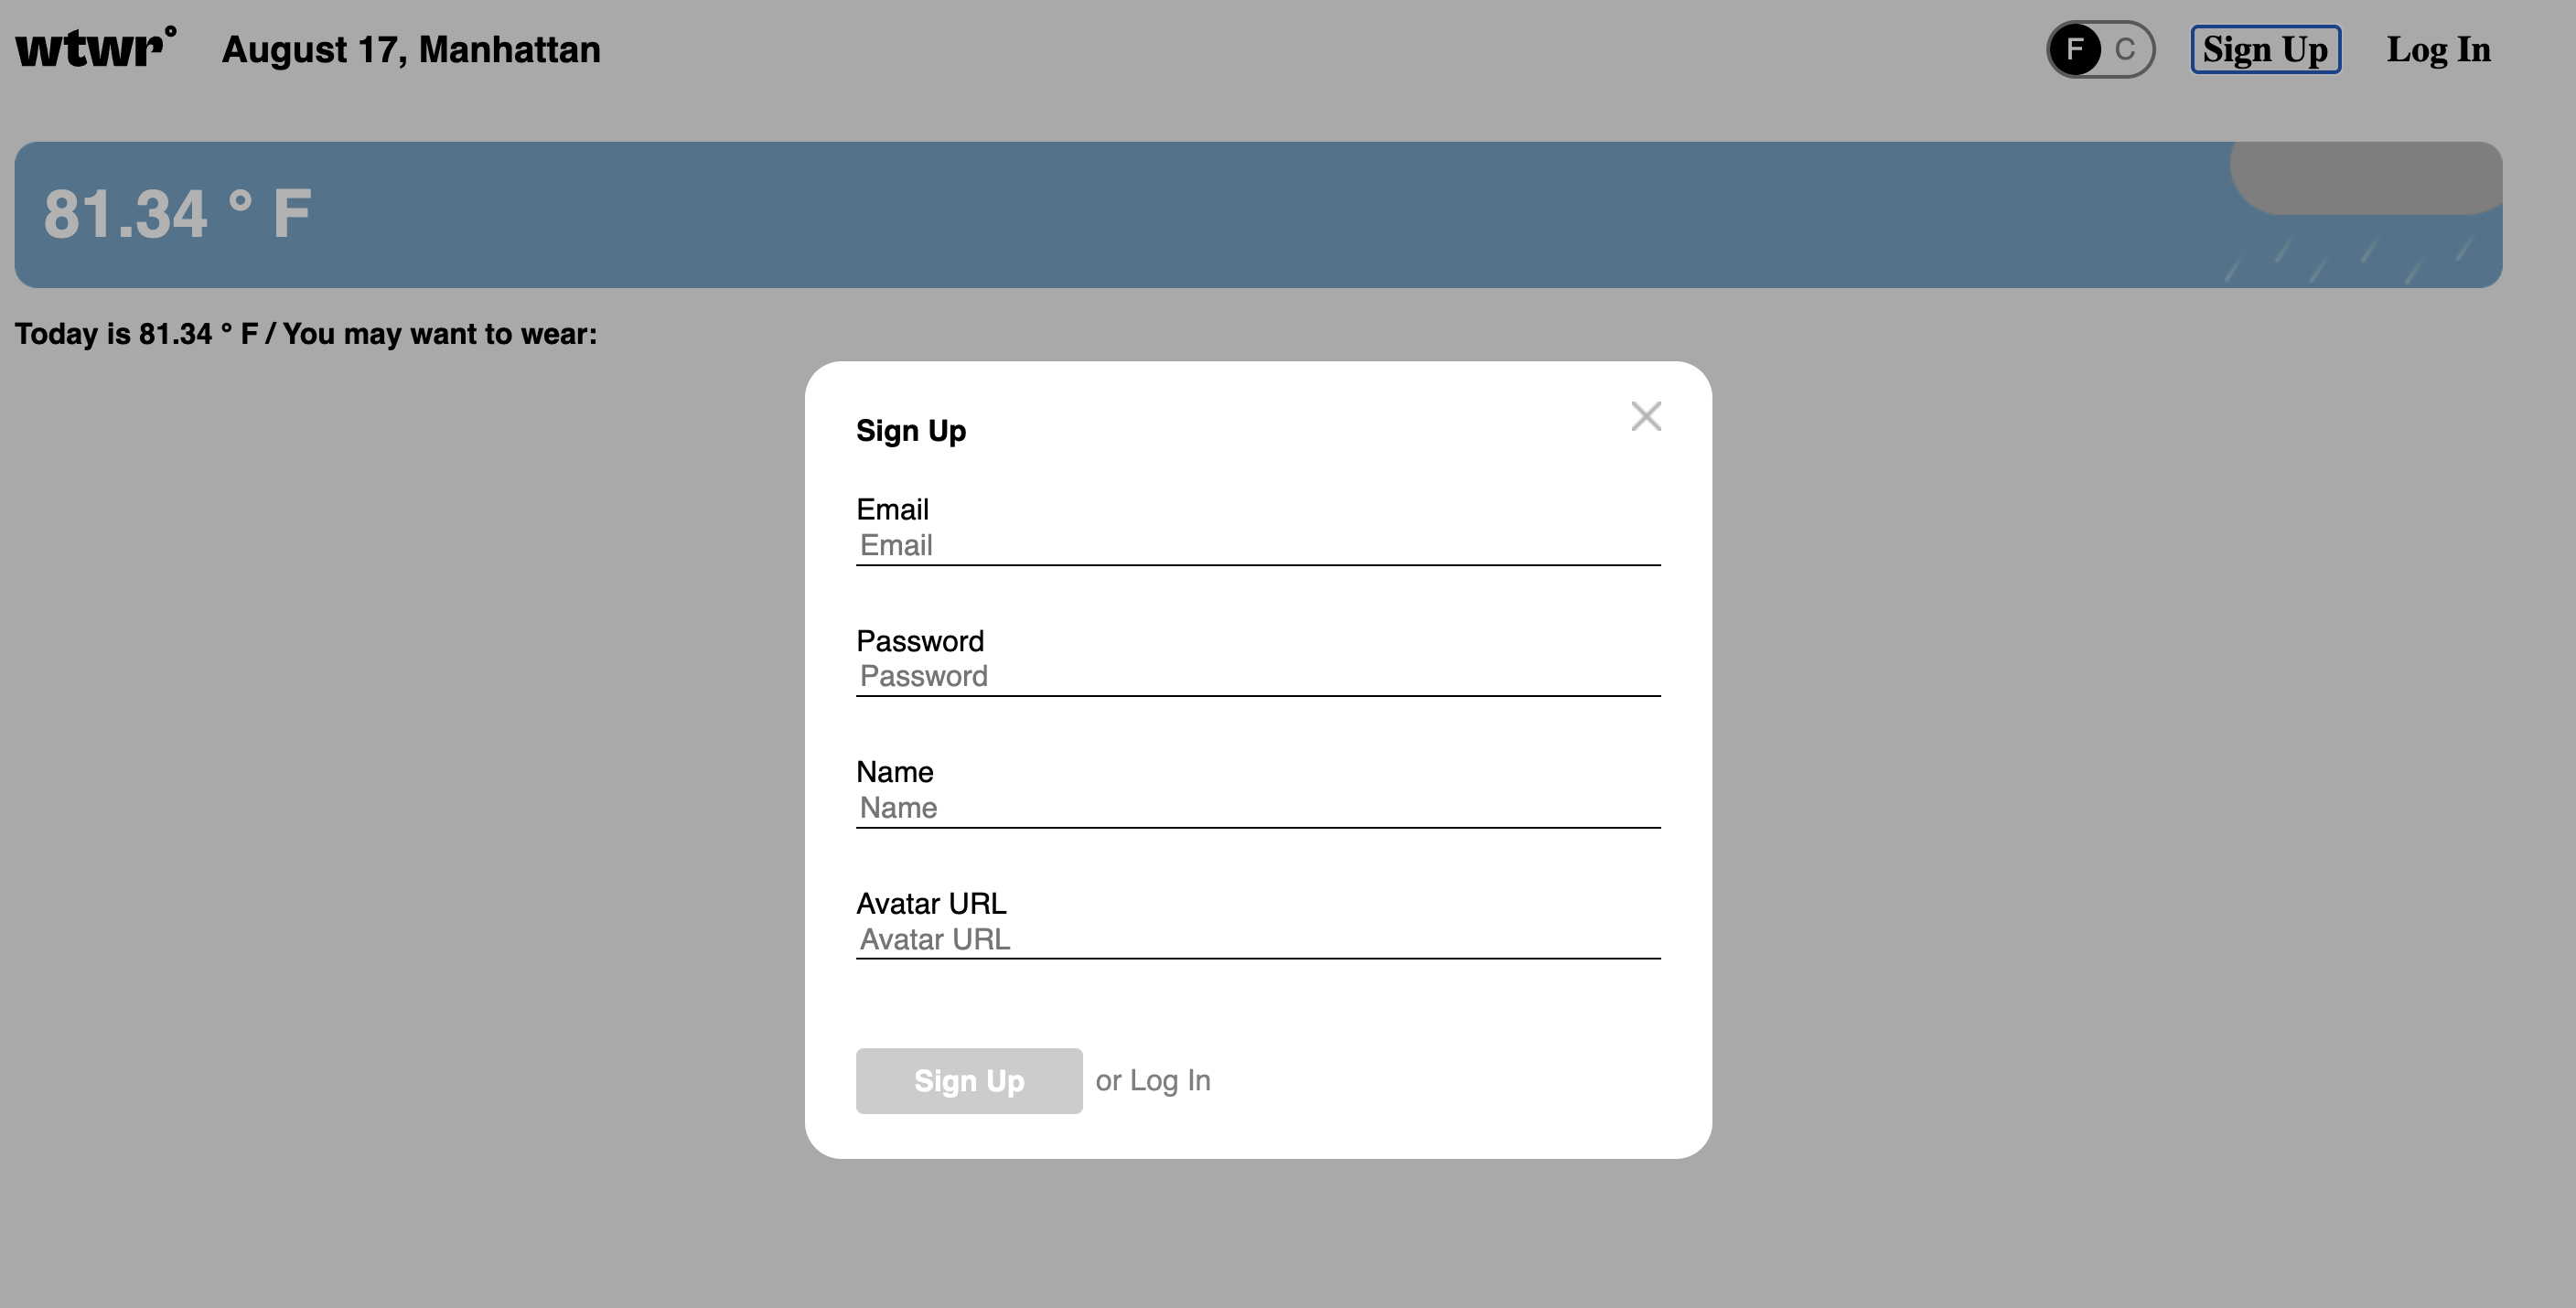 wtwr° August 17, Manhattan F C Sign Up Log In
81.34 ° F
Today is 81.34 ° F / You may want to wear:
Sign Up
Email
Email
Password
Password
Name
Name
Avatar URL
Avatar URL
Sign Up or Log In